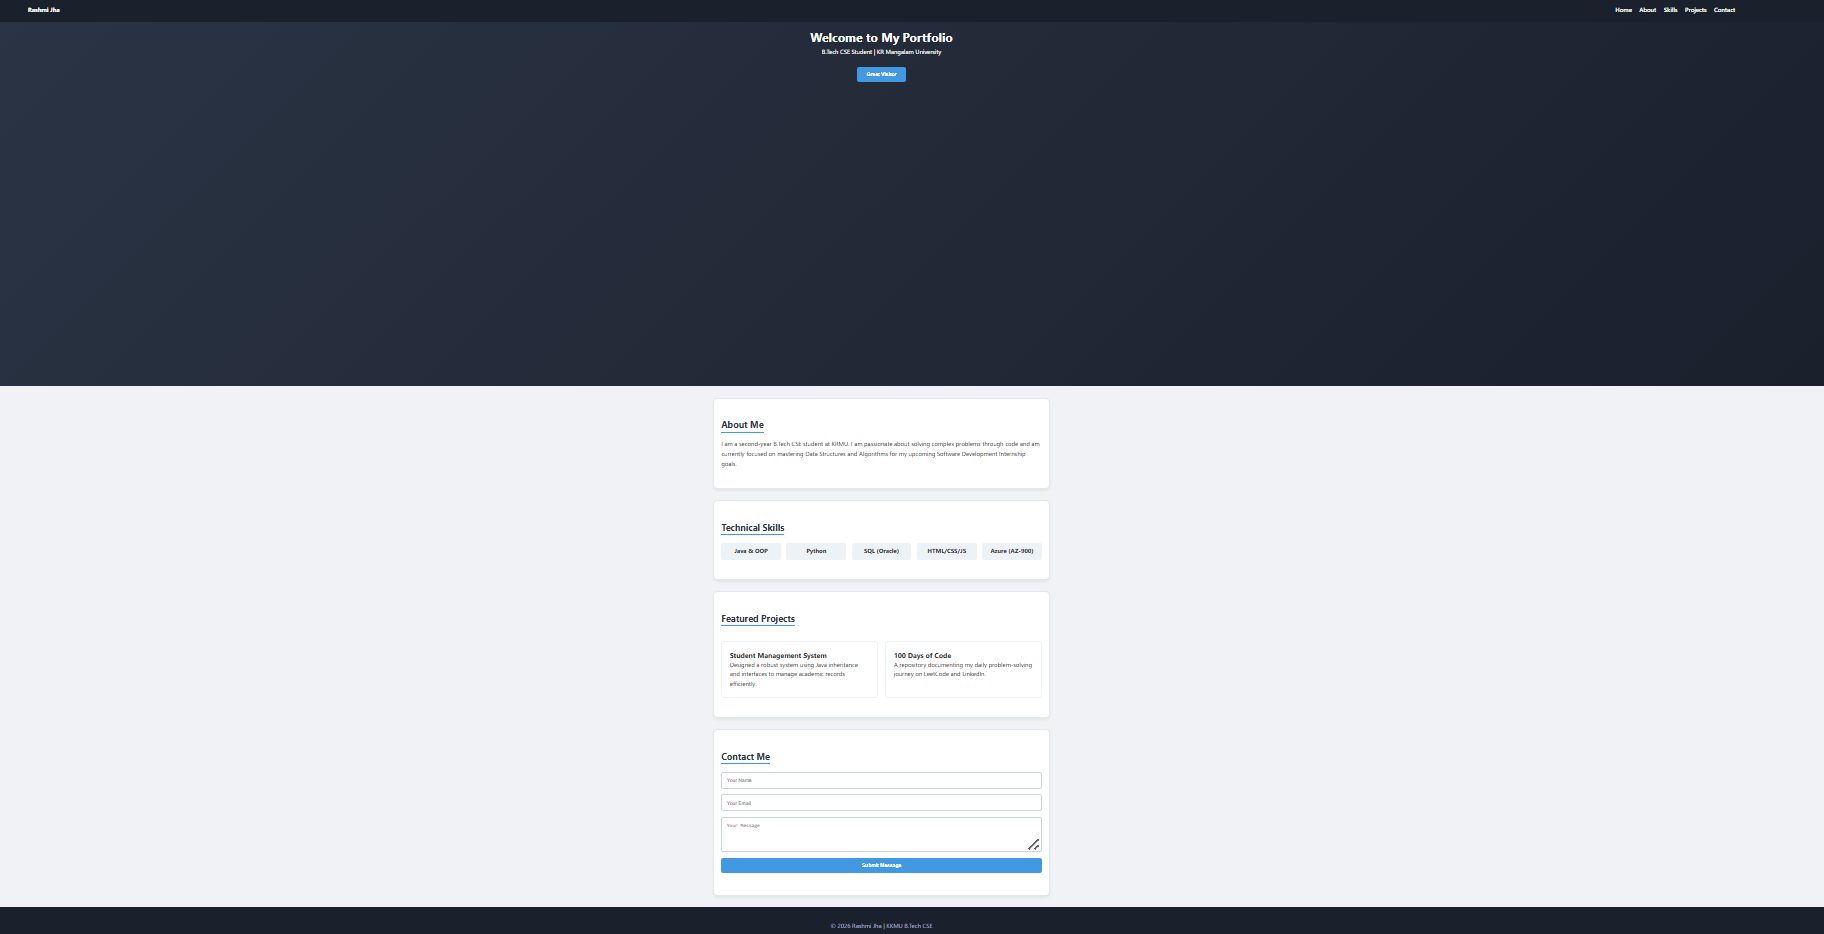 Rashmi Jha
Home About Skills Projects Contact
Welcome to My Portfolio
B.Tech CSE Student | KR Mangalam University
Greet Visitor
About Me
I am a second-year B.Tech CSE student at KRMU. I am passionate about solving complex problems through code and am
currently focused on mastering Data Structures and Algorithms for my upcoming Software Development Internship
goals.
Technical Skills
Java & OOP
Python
SQL (Oracle)
HTML/CSS/JS
Azure (AZ-900)
Featured Projects
Student Management System
Designed a robust system using Java inheritance
and interfaces to manage academic records
efficiently.
100 Days of Code
A repository documenting my daily problem-solving
journey on LeetCode and LinkedIn.
Contact Me
Your Name
Your Email
Your Message
Submit Message
© 2026 Rashmi Jha | KRMU B.Tech CSE